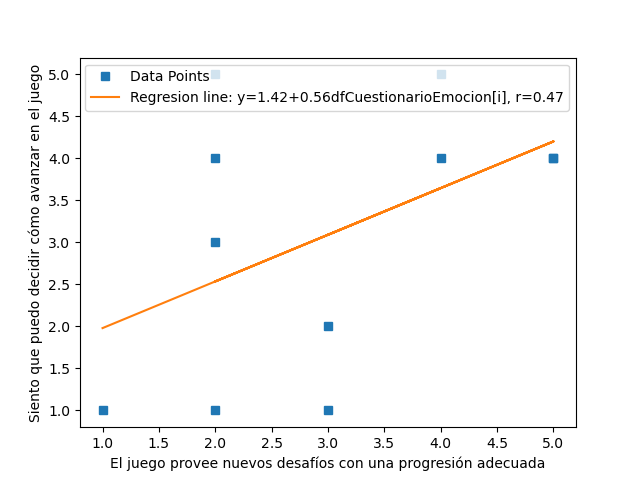 Data Points
Regresion line: y=1.42+0.56dfCuestionarioEmocion[i], r=0.47
5.0
4.5
4.0
3.5
3.0
2.5
2.0
1.5
1.0
Siento que puedo decidir cómo avanzar en el juego
1.0 1.5 2.0 2.5 3.0 3.5 4.0 4.5 5.0
El juego provee nuevos desafíos con una progresión adecuada